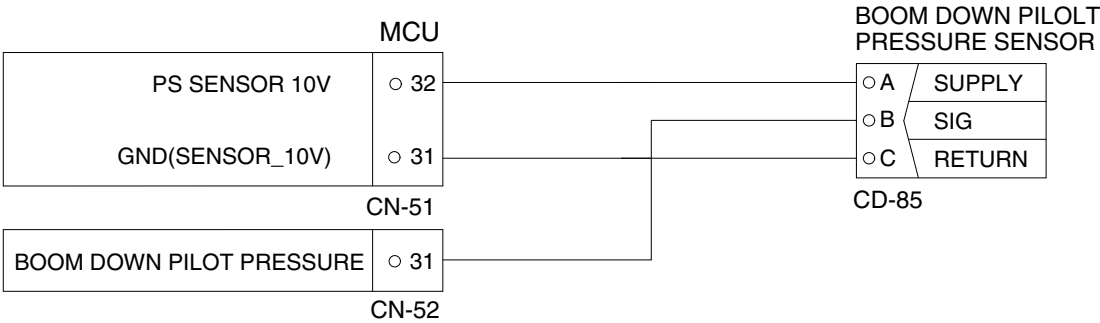 BOOM DOWN PILOLT
PRESSURE SENSOR
MCU
PS SENSOR 10V 32
A SUPPLY
B SIG
GND(SENSOR_10V) 31
C RETURN
CN-51
CD-85
BOOM DOWN PILOT PRESSURE 31
CN-52